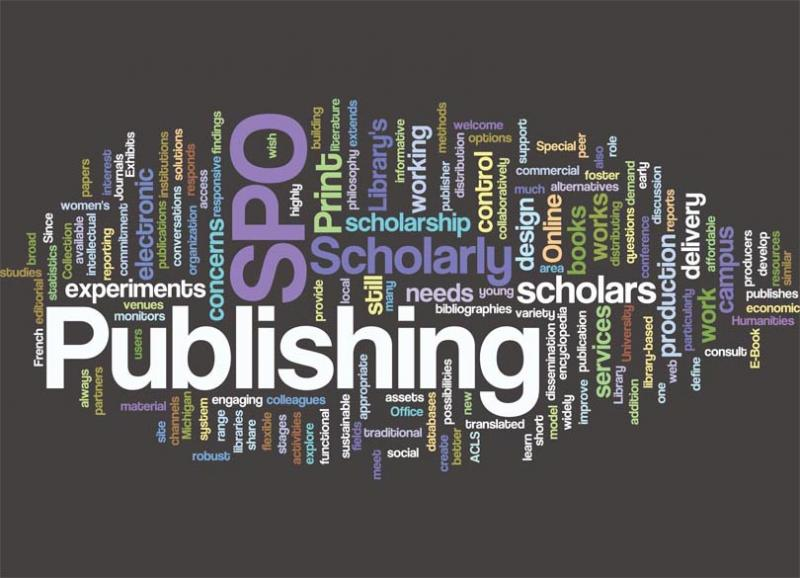 papers
interest
Journals
Exhibits
institutions
solutions
findings
building
literature
extends
methods
welcome
options
support
Special
peer
also
role
women's
Since
Collection
available
intellectual
reporting
commitment
electronic
publications
conversations
organization
responds
access
responsive
concerns
SPO
wish
highly
Print
philosophy
Library's
informative
working
publisher
distribution
control
collaboratively
commercial
foster
much
alternatives
early
demand
discussion
broad
studies
statistics
editorial
scholarship
Scholarly
design
Online
area
books
works
distributing
questions
conference
reports
production
delivery
affordable
campus
producers
develop
resources
similar
experiments
venues
monitors
users
provide
local
still
many
needs
young
scholars
bibliographies
variety
particularly
work
publishes
economic
Humanities
E-Book
consult
French
Publishing
dissemination
encyclopedia
publication
services
University
library-based
web
define
one
always
partners
material
site
channels
Michigan
system
robust
engaging
colleagues
range
libraries
share
flexible
stages
activities
explore
functional
sustainable
appropriate
fields
meet
assets
Office
traditional
social
databases
possibilities
create
better
new
ACLS
translated
learn
short
model
widely
improve
Library
addition